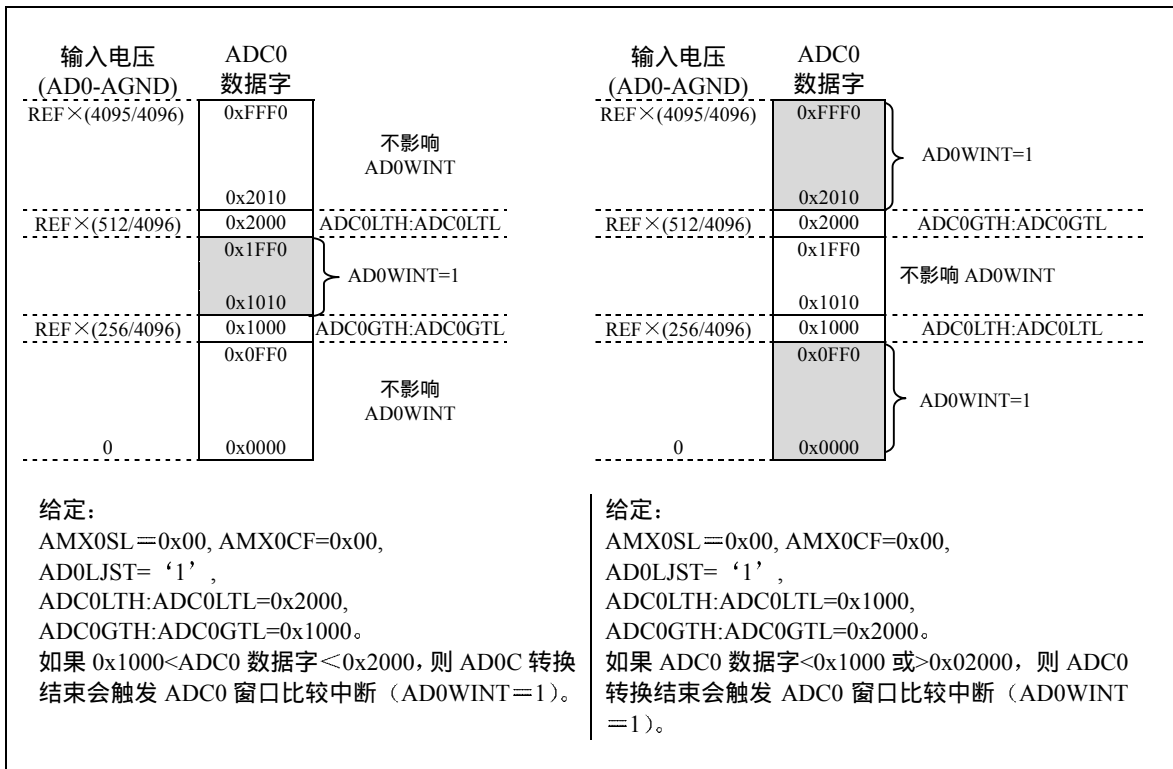 输入电压
(AD0-AGND)
ADC0
数据字
REF×(4095/4096)
0xFFF0
不影响
AD0WINT
0x2010
REF×(512/4096)
0x2000
ADC0LTH:ADC0LTL
0x1FF0
AD0WINT=1
0x1010
REF×(256/4096)
0x1000
ADC0GTH:ADC0GTL
0x0FF0
不影响
AD0WINT
0
0x0000
给定：
AMX0SL＝0x00, AMX0CF=0x00,
AD0LJST=‘1’,
ADC0LTH:ADC0LTL=0x2000,
ADC0GTH:ADC0GTL=0x1000。
如果 0x1000<ADC0 数据字＜0x2000，则 AD0C 转换
结束会触发 ADC0 窗口比较中断（AD0WINT＝1）。
输入电压
(AD0-AGND)
ADC0
数据字
REF×(4095/4096)
0xFFF0
AD0WINT=1
0x2010
REF×(512/4096)
0x2000
ADC0GTH:ADC0GTL
0x1FF0
不影响 AD0WINT
0x1010
REF×(256/4096)
0x1000
ADC0LTH:ADC0LTL
0x0FF0
AD0WINT=1
0
0x0000
给定：
AMX0SL＝0x00, AMX0CF=0x00,
AD0LJST=‘1’,
ADC0LTH:ADC0LTL=0x1000,
ADC0GTH:ADC0GTL=0x2000。
如果 ADC0 数据字<0x1000 或>0x02000，则 ADC0
转换结束会触发 ADC0 窗口比较中断（AD0WINT
＝1）。